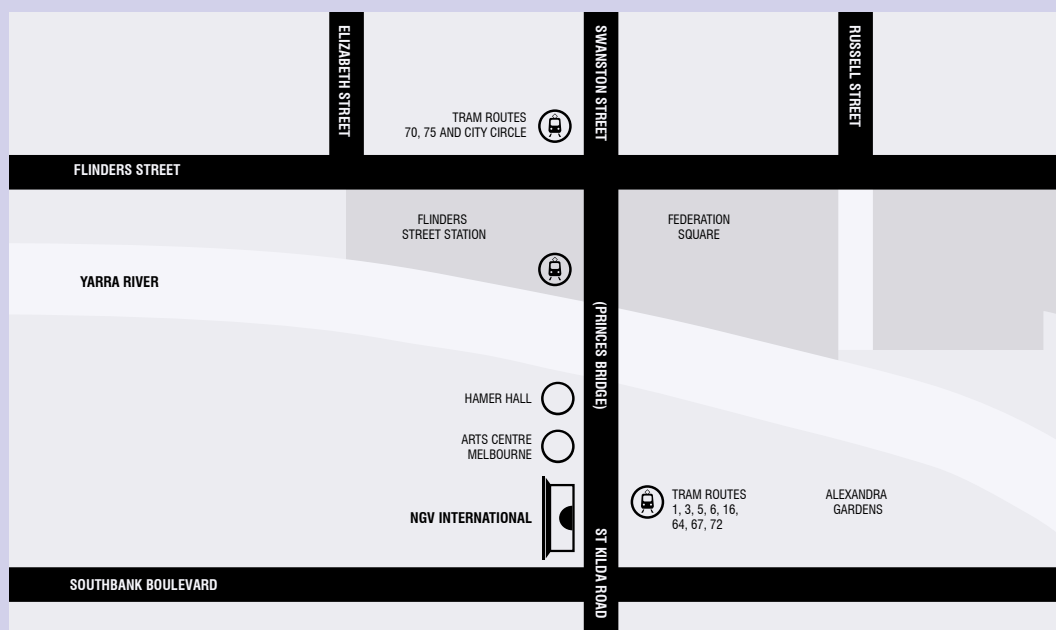 ELIZABETH STREET
SWANSTON STREET
RUSSELL STREET
TRAM ROUTES
70, 75 AND CITY CIRCLE
FLINDERS STREET
FLINDERS
STREET STATION
FEDERATION
SQUARE
YARRA RIVER
(PRINCES BRIDGE)
HAMER HALL
ARTS CENTRE
MELBOURNE
NGV INTERNATIONAL
TRAM ROUTES
1, 3, 5, 6, 16,
64, 67, 72
ALEXANDRA
GARDENS
ST KILDA ROAD
SOUTHBANK BOULEVARD